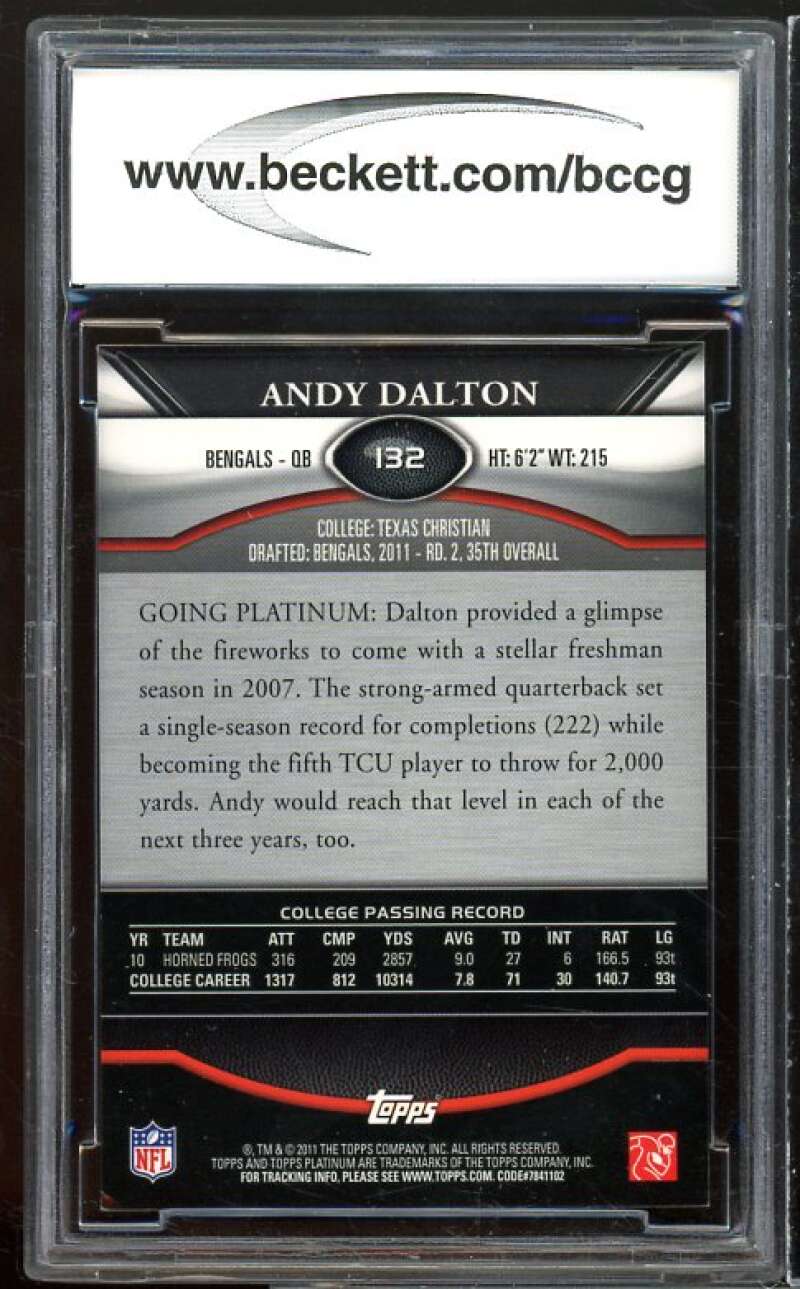 www.beckett.com/bccg
ANDY DALTON
BENGALS - QB 132 HT: 6'2" WT: 215
COLLEGE: TEXAS CHRISTIAN
DRAFTED: BENGALS, 2011 - RD. 2, 35TH OVERALL
GOING PLATINUM: Dalton provided a glimpse
of the fireworks to come with a stellar freshman
season in 2007. The strong-armed quarterback set
a single-season record for completions (222) while
becoming the fifth TCU player to throw for 2,000
yards. Andy would reach that level in each of the
next three years, too.
COLLEGE PASSING RECORD
YR TEAM ATT CMP YDS AVG TD INT RAT LG
10 HORNED FROGS 316 209 2857 9.0 27 6 166.5 93t
COLLEGE CAREER 1317 812 10314 7.8 71 30 140.7 93t
Topps
NFL
®, TM & © 2011 THE TOPPS COMPANY, INC. ALL RIGHTS RESERVED.
TOPPS AND TOPPS PLATINUM ARE TRADEMARKS OF THE TOPPS COMPANY, INC.
FOR TRACKING INFO, PLEASE SEE WWW.TOPPS.COM. CODE#7841102